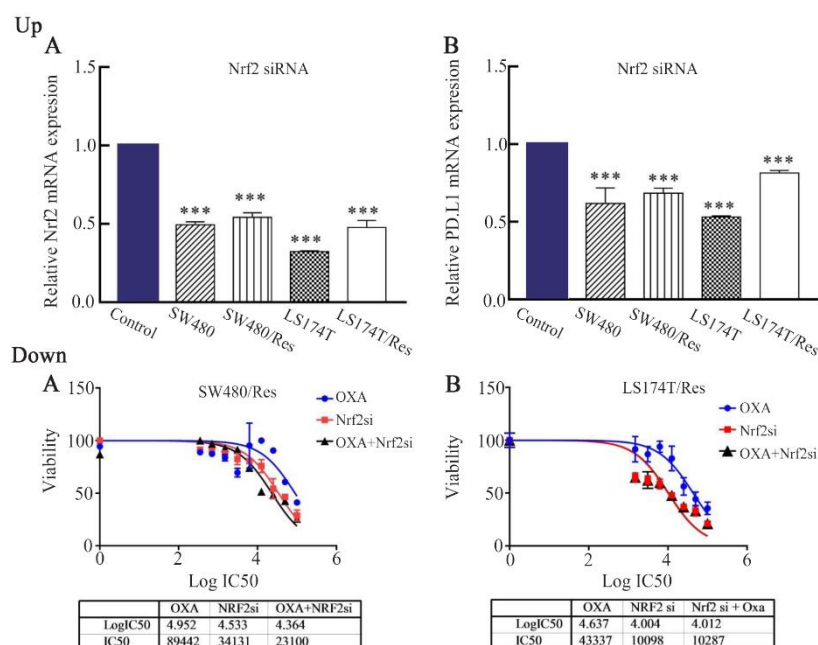 Up
A
Nrf2 siRNA
Relative Nrf2 mRNA expresion
1.5
1.0
0.5
0.0
***
***
***
***
Control
SW480
SW480/Res
LS174T
LS174T/Res
B
Nrf2 siRNA
Relative PD.L1 mRNA expresion
1.5
1.0
0.5
0.0
***
***
***
***
Control
SW480
SW480/Res
LS174T
LS174T/Res
Down
A
SW480/Res
Viability
150
100
50
0
0
2
4
6
Log IC50
OXA
Nrf2si
OXA+Nrf2si
OXA NRF2si OXA+NRF2si
LogIC50 4.952 4.533 4.364
IC50 89442 34131 23100
B
LS174T/Res
Viability
150
100
50
0
0
2
4
6
Log IC50
OXA
Nrf2si
OXA+Nrf2si
OXA NRF2 si Nrf2 si + Oxa
LogIC50 4.637 4.004 4.012
IC50 43337 10098 10287